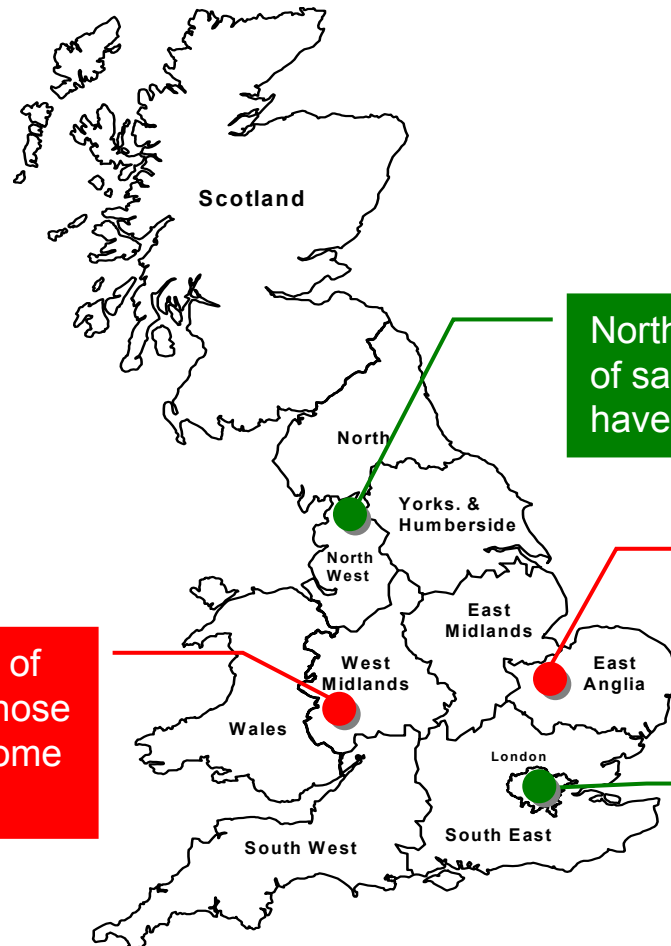 Scotland
North
of sa
have
North
Yorks. &
Humberside
North
West
East
Midlands
of
hose
ome
West
Midlands
East
Anglia
Wales
London
South West
South East